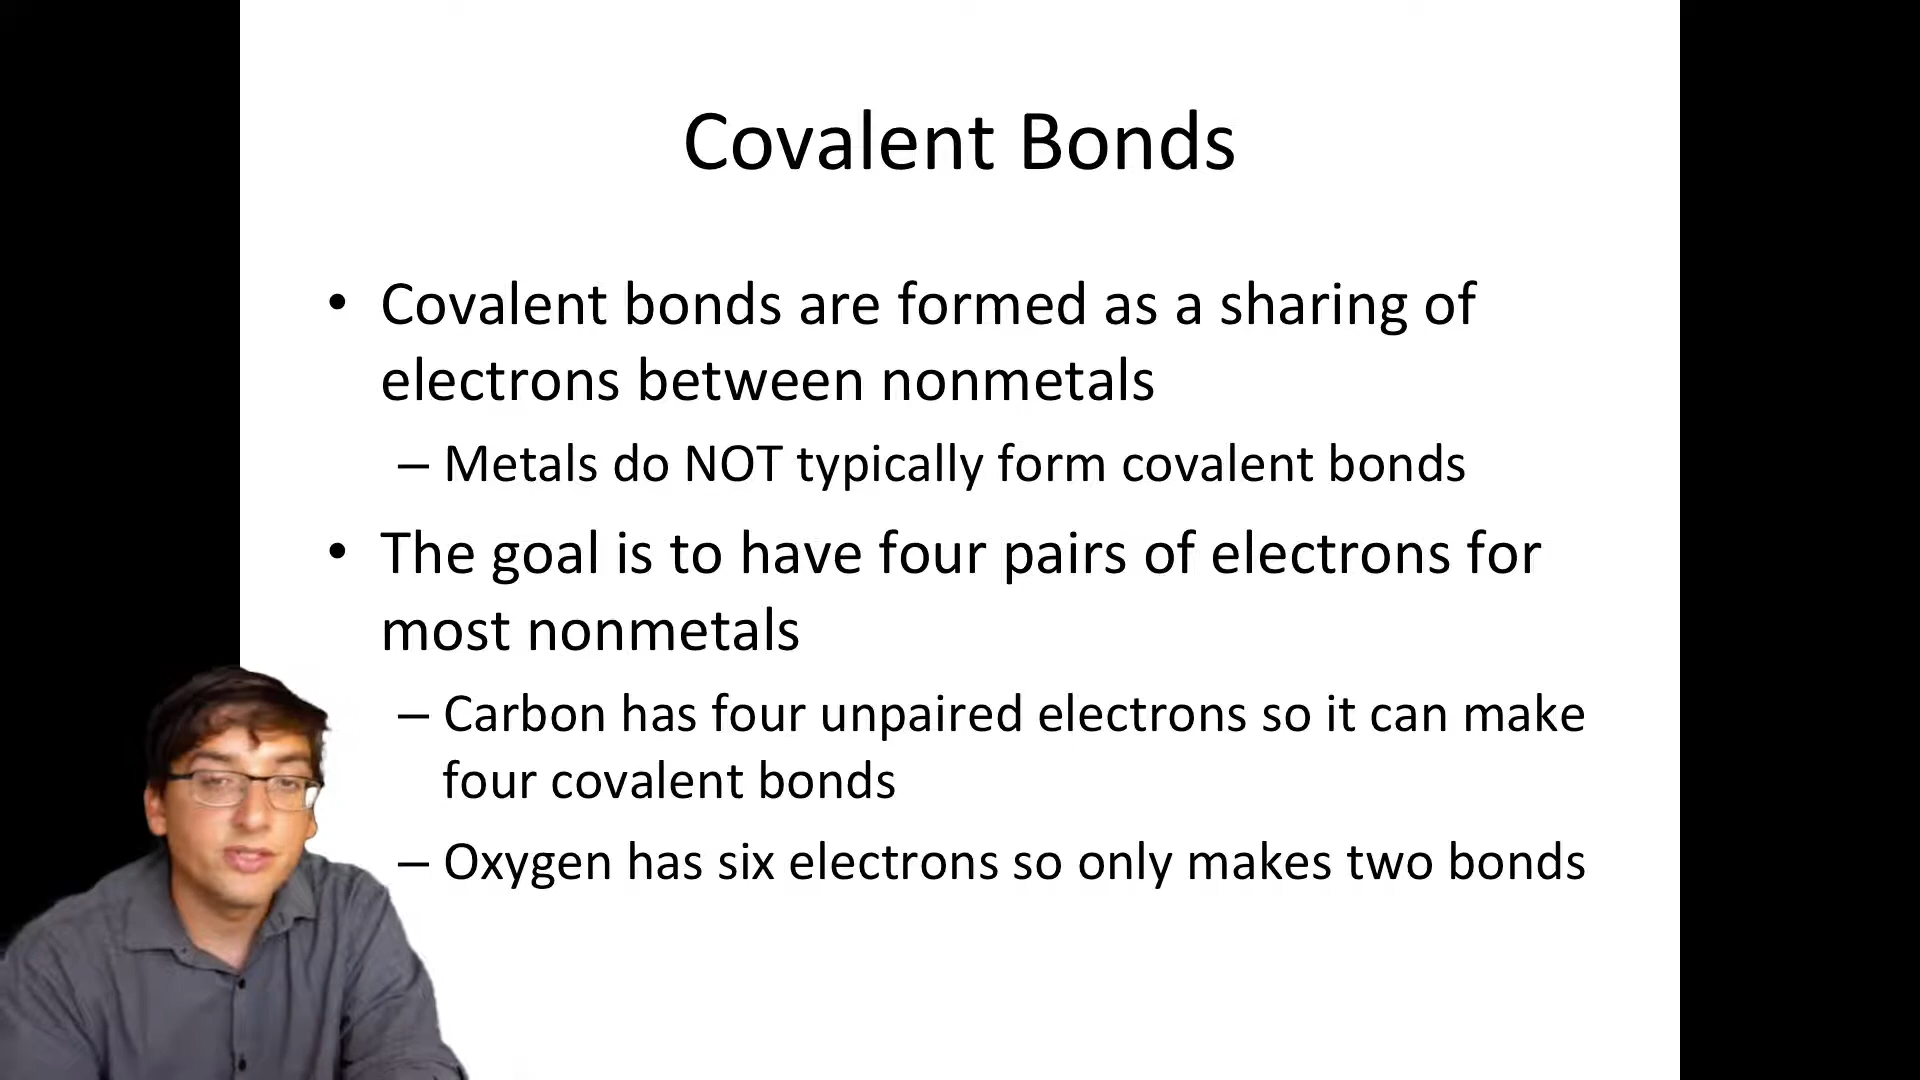 Covalent Bonds
• Covalent bonds are formed as a sharing of
electrons between nonmetals
– Metals do NOT typically form covalent bonds
• The goal is to have four pairs of electrons for
most nonmetals
– Carbon has four unpaired electrons so it can make
four covalent bonds
– Oxygen has six electrons so only makes two bonds